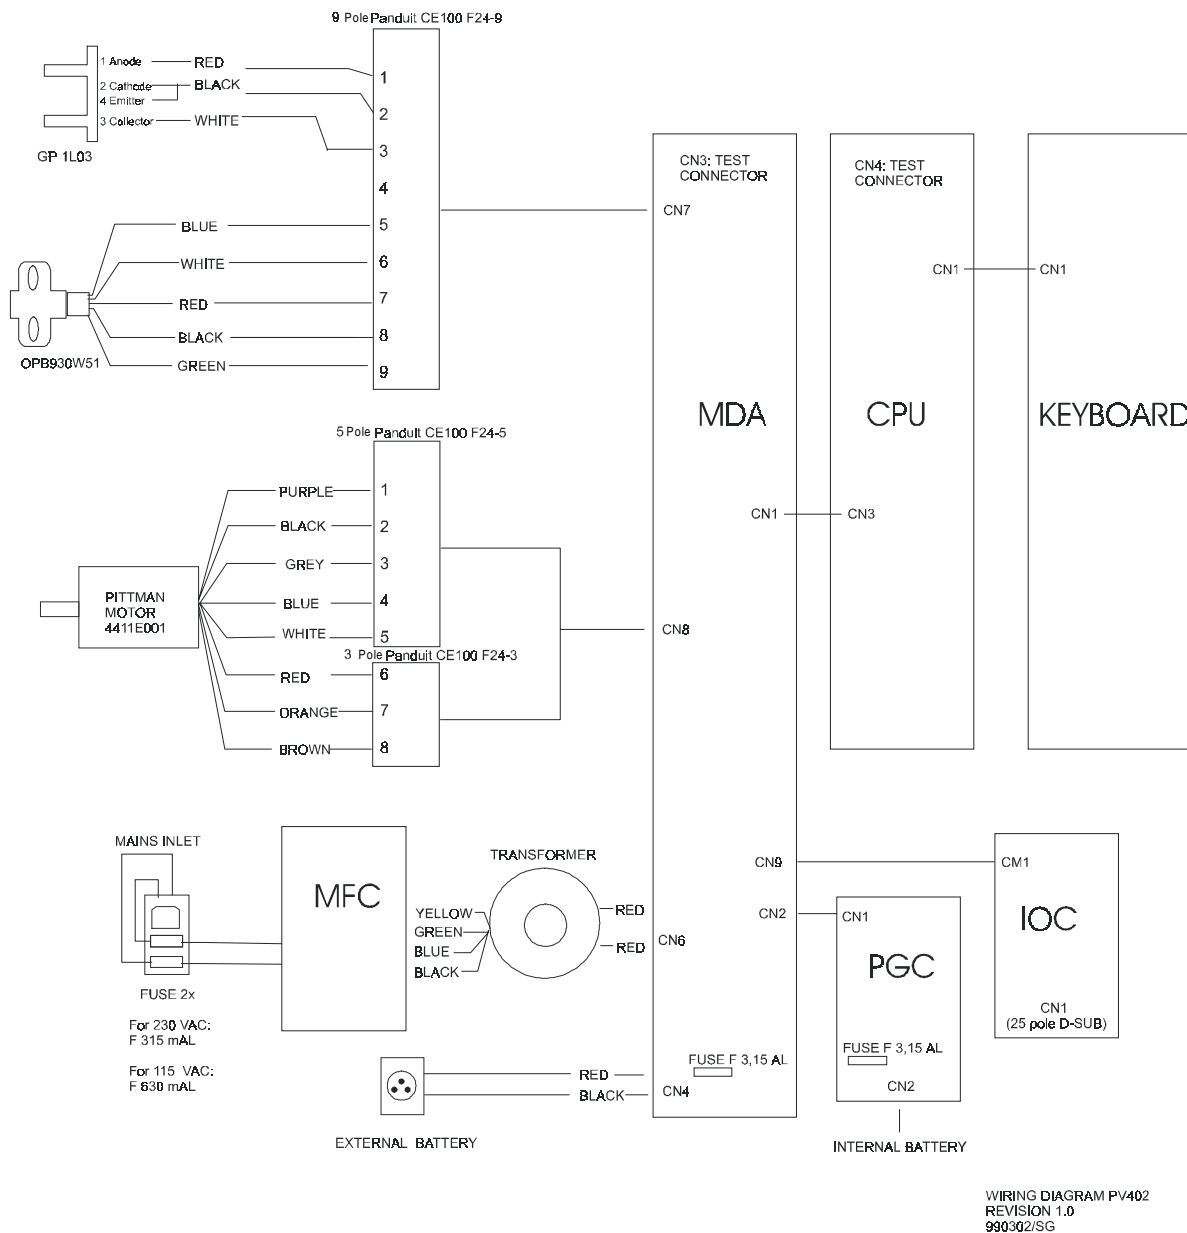 9 Pole Panduit CE100 F24-9
1 Anode
RED
1
2 Cathode
BLACK
4 Emitter
2
3 Collector
WHITE
3
GP 1L03
4
BLUE
5
WHITE
6
RED
7
BLACK
8
OPB930W51
GREEN
9
5 Pole Panduit CE100 F24-5
PURPLE
1
BLACK
2
GREY
3
PITTMAN
MOTOR
4411E001
BLUE
4
WHITE
5
3 Pole Panduit CE100 F24-3
RED
6
ORANGE
7
BROWN
8
CN3: TEST
CONNECTOR
CN7
MDA
CN1
CN8
CN9
CN2
CN6
FUSE F 3,15 AL
CN4
CN4: TEST
CONNECTOR
CN1
CPU
CN3
CN1
KEYBOARD
MAINS INLET
FUSE 2x
For 230 VAC:
F 315 mAL
For 115 VAC:
F 630 mAL
MFC
TRANSFORMER
YELLOW
GREEN
BLUE
BLACK
RED
RED
RED
BLACK
EXTERNAL BATTERY
CN1
PGC
FUSE F 3,15 AL
CN2
INTERNAL BATTERY
CM1
IOC
CN1
(25 pole D-SUB)
WIRING DIAGRAM PV402
REVISION 1.0
990302/SG